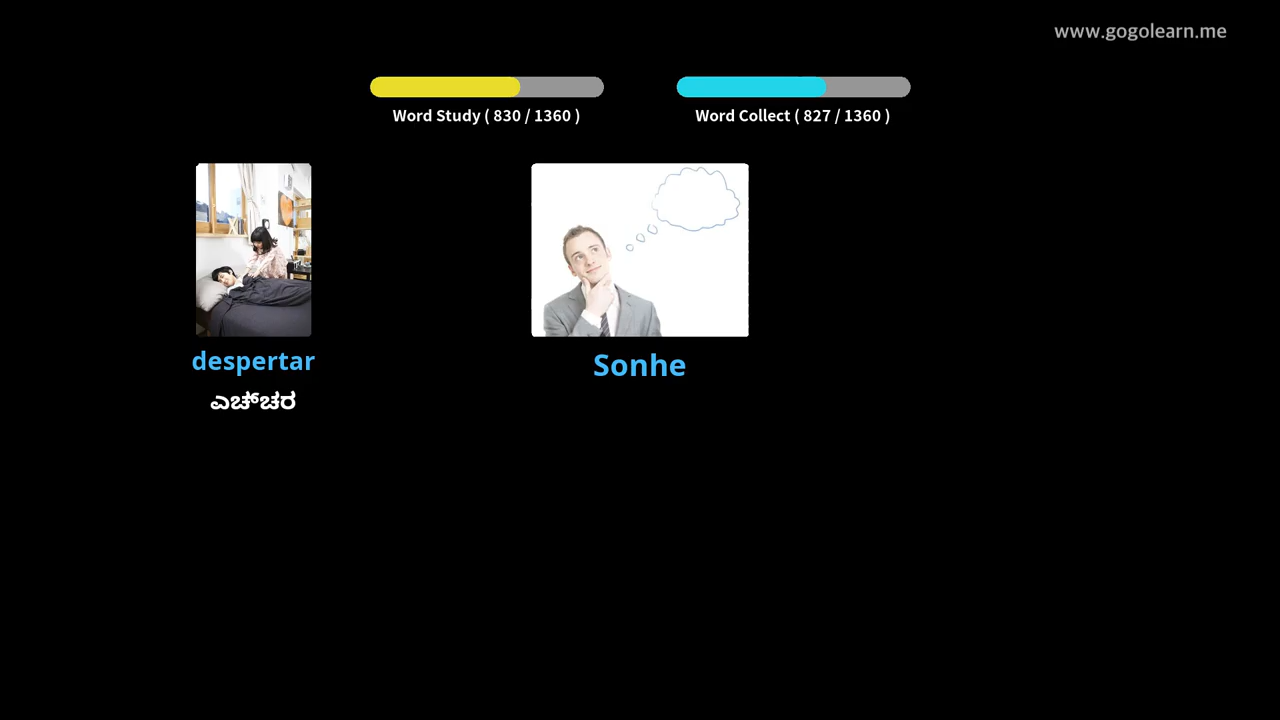 www.gogolearn.me
Word Study ( 830 / 1360 )
Word Collect ( 827 / 1360 )
despertar
ಎಚ್‌ಚರ
Sonhe